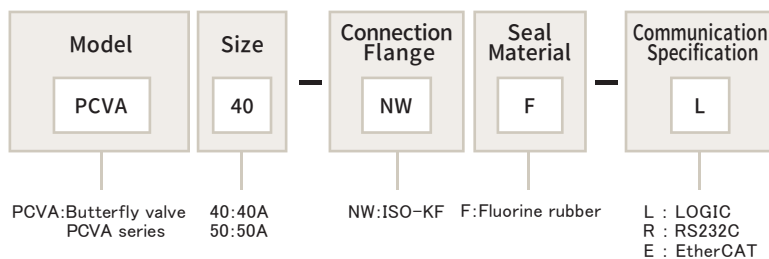 Model
Size
Connection
Flange
Seal
Material
Communication
Specification
PCVA
40
—
NW
F
—
L
PCVA:Butterfly valve
PCVA series
40:40A
50:50A
NW:ISO-KF
F:Fluorine rubber
L : LOGIC
R : RS232C
E : EtherCAT